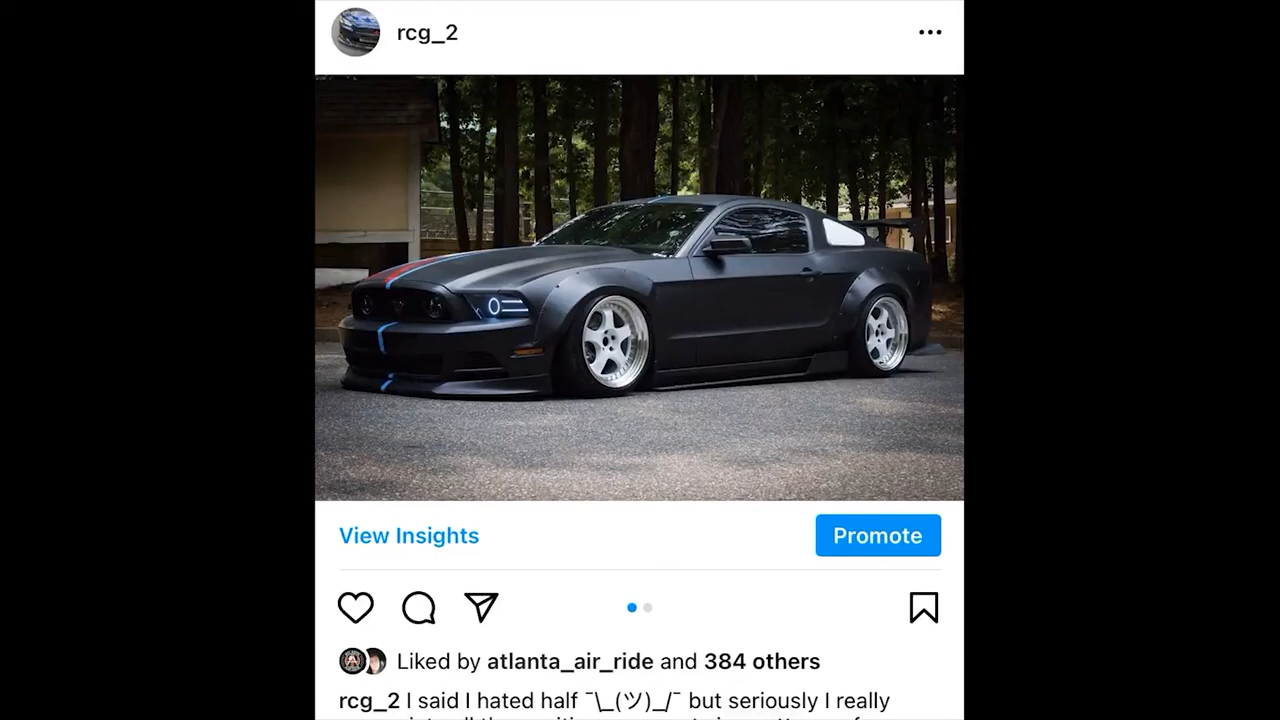 rcg_2
View Insights
Promote
Liked by atlanta_air_ride and 384 others
rcg_2 I said I hated half ¯\_(ツ)_/¯ but seriously I really